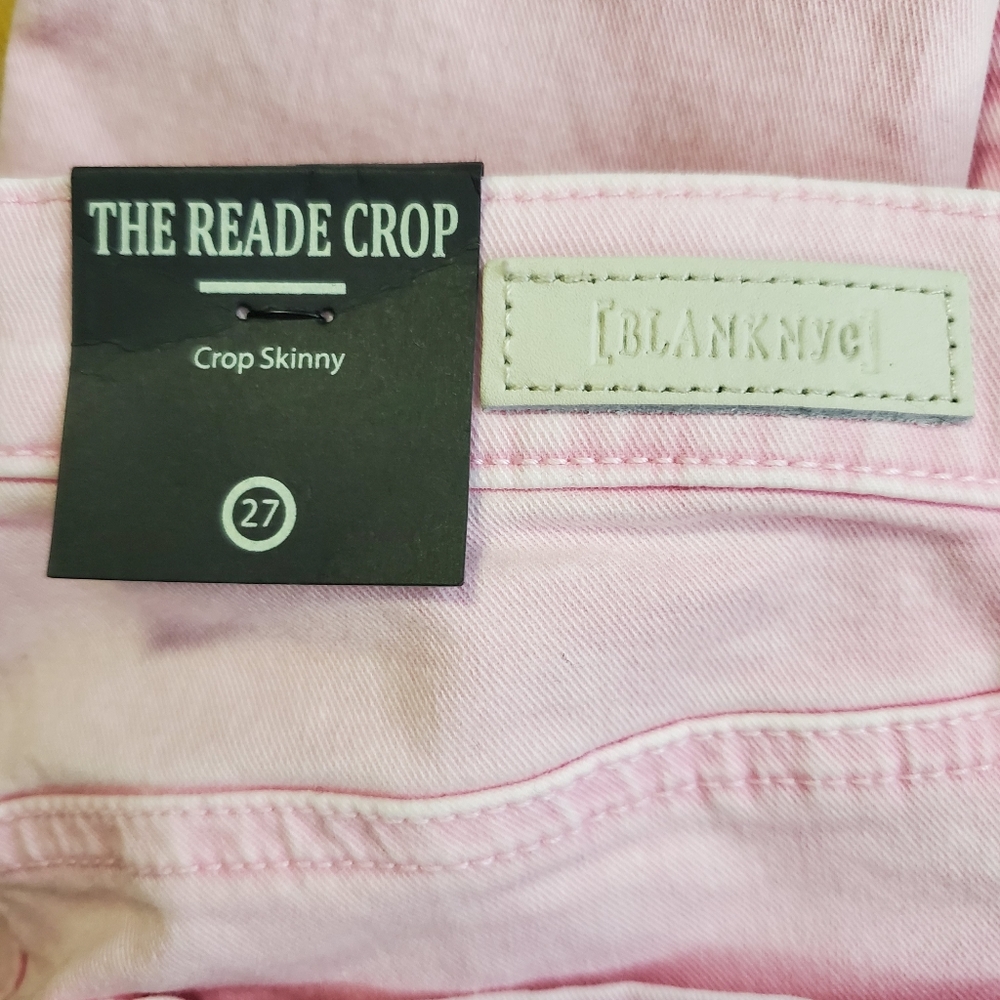 THE READE CROP
Crop Skinny
27
[BLANKNYC]